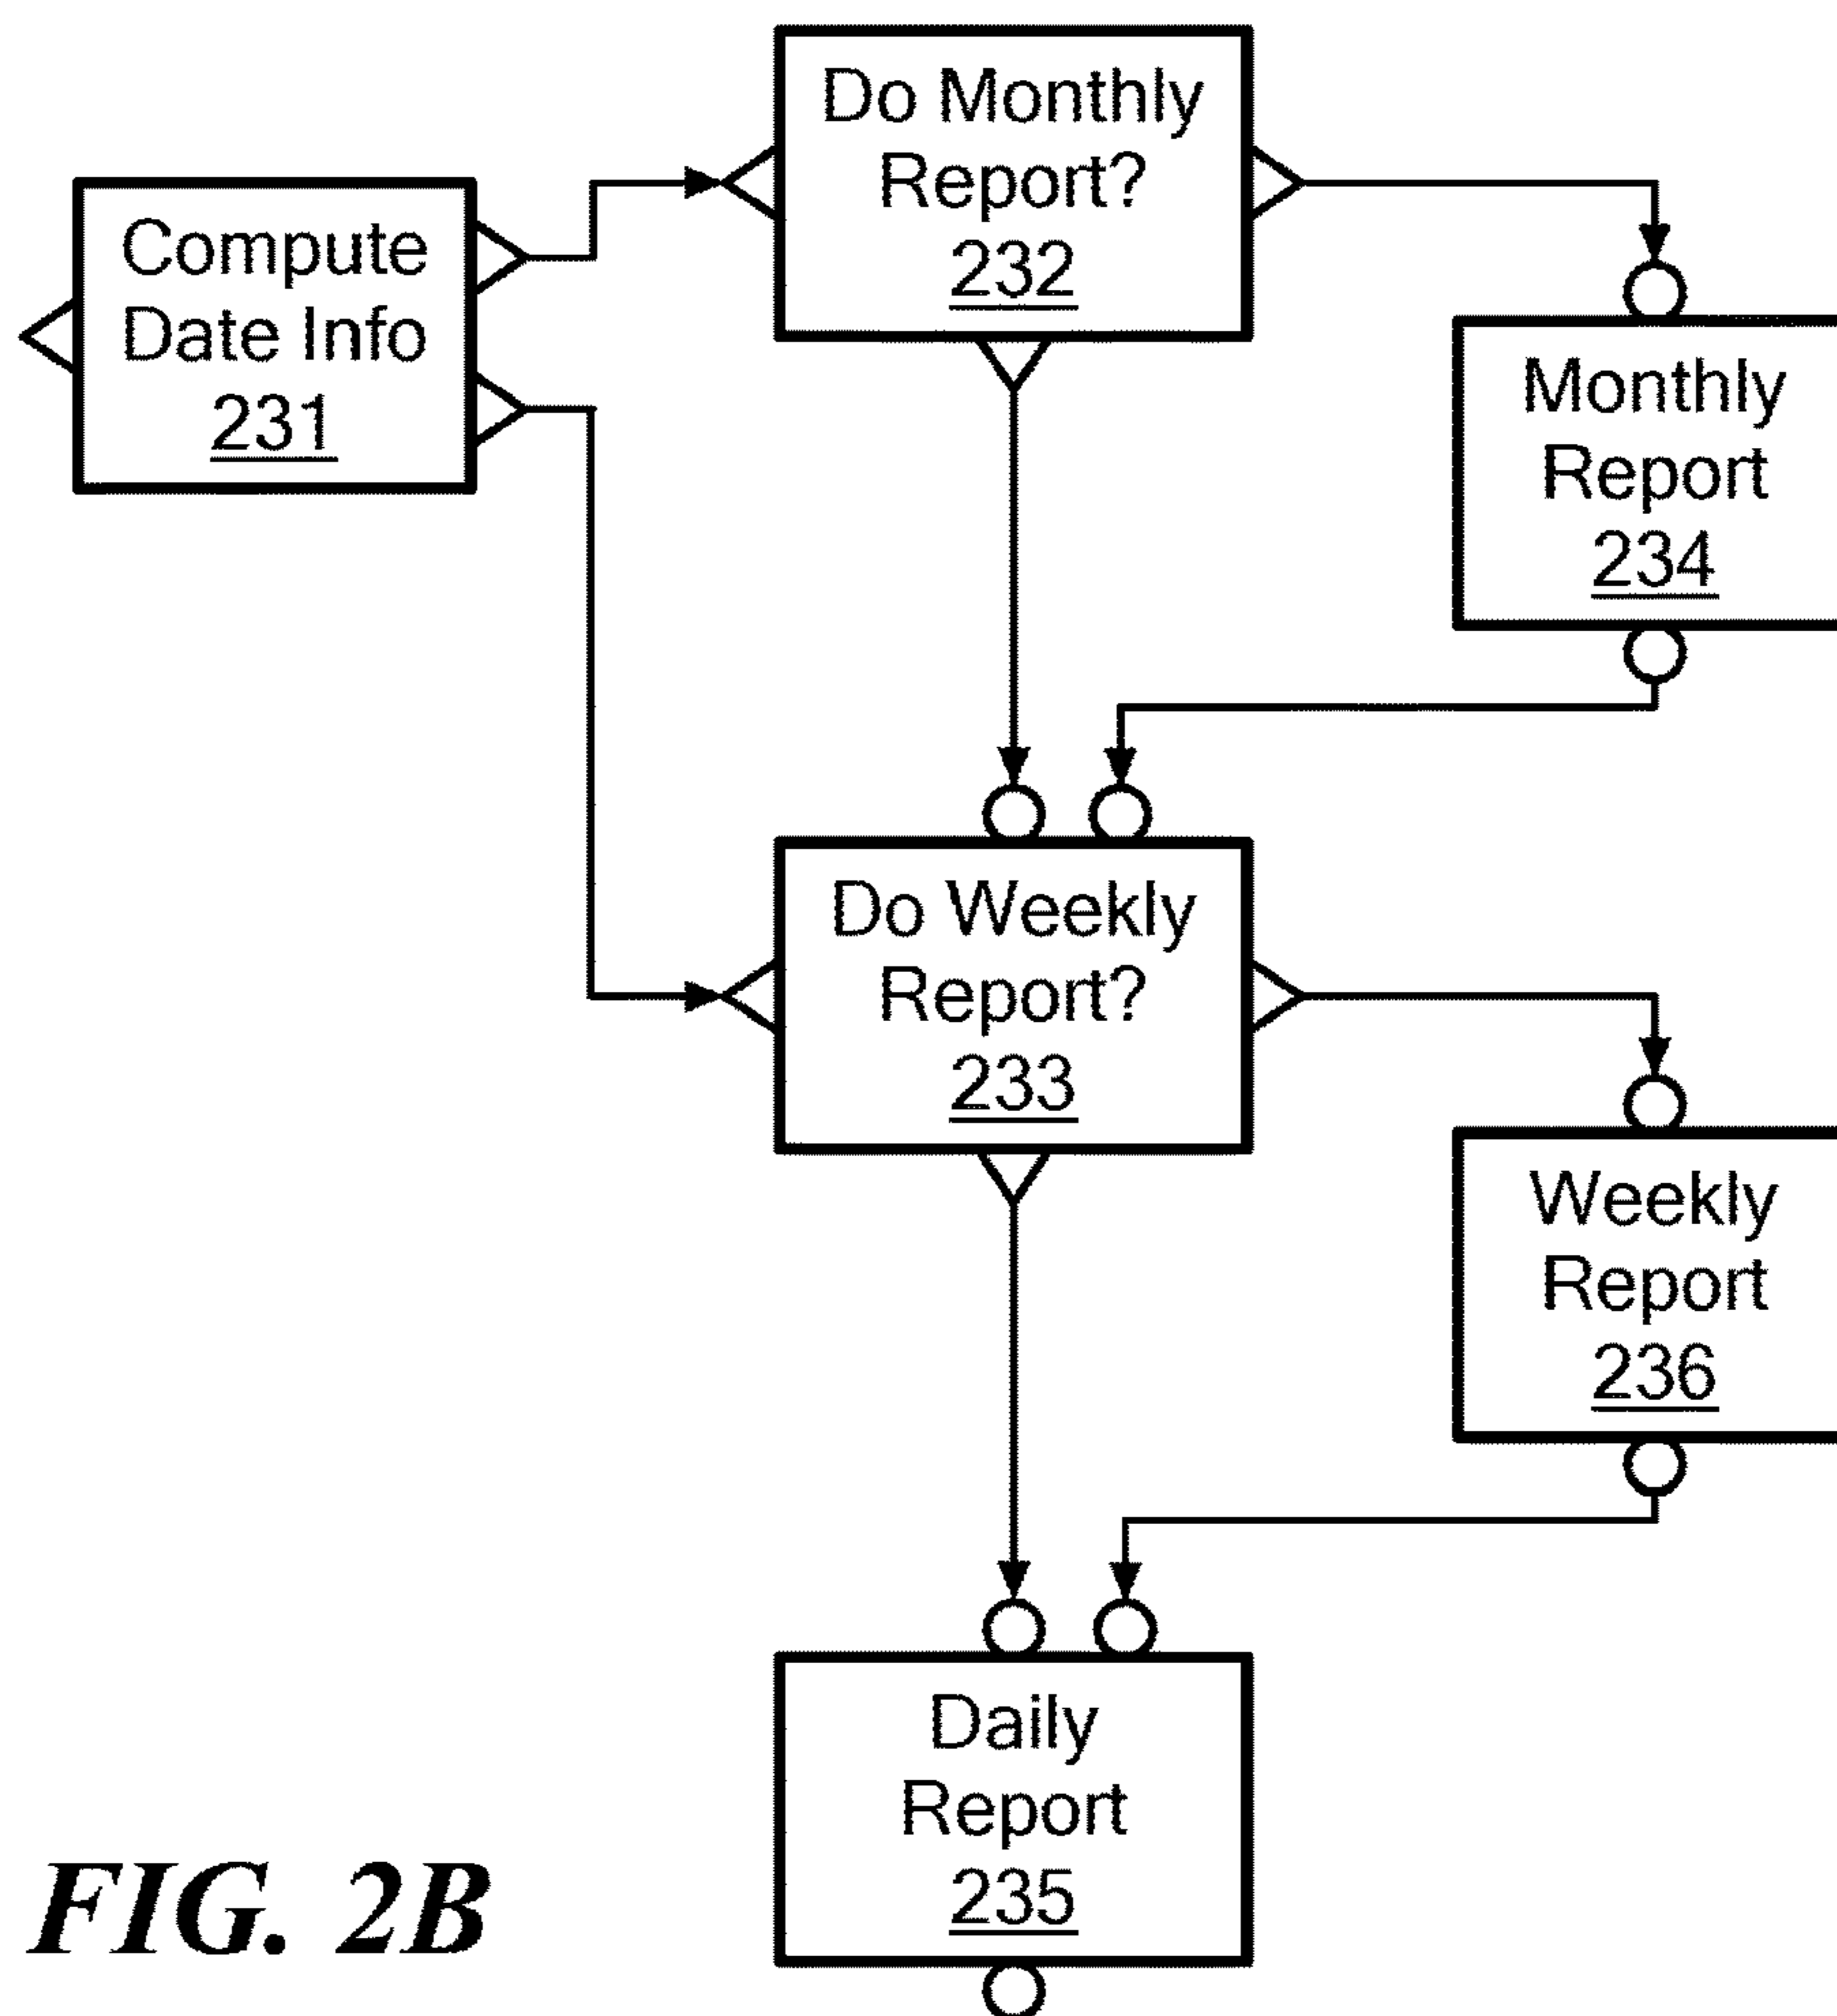 Do Monthly
Report?
232
Compute
Date Info
231
Monthly
Report
234
Do Weekly
Report?
233
Weekly
Report
236
Daily
Report
235
FIG. 2B